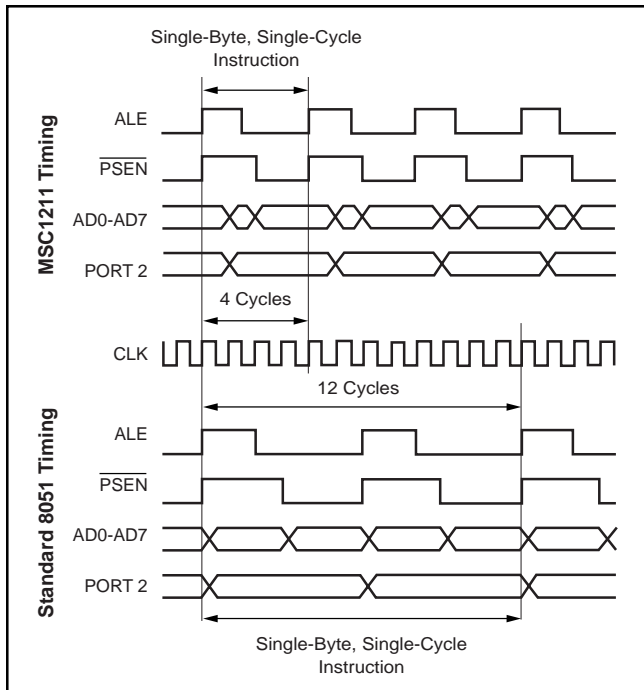 Single-Byte, Single-Cycle
Instruction
MSC1211 Timing
ALE
PSEN
AD0-AD7
PORT 2
4 Cycles
CLK
12 Cycles
Standard 8051 Timing
ALE
PSEN
AD0-AD7
PORT 2
Single-Byte, Single-Cycle
Instruction